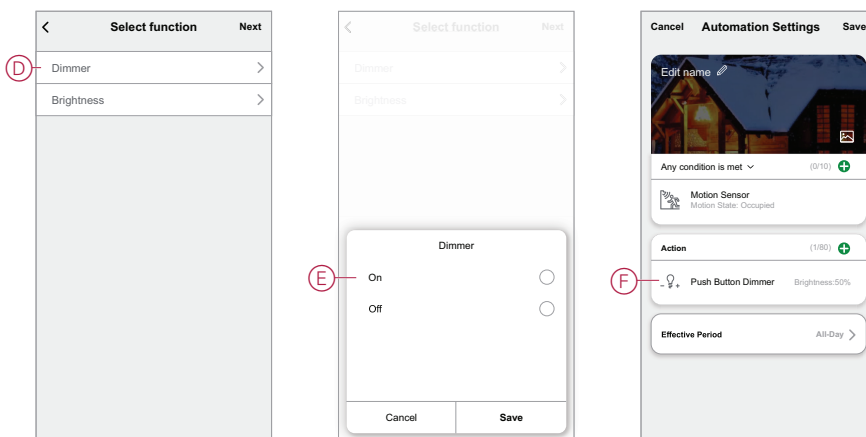 Select function
Next
D
Dimmer
Brightness
Select function
Next
Dimmer
Brightness
Dimmer
E
On
Off
Cancel
Save
Cancel
Automation Settings
Save
Edit name
Any condition is met
(0/10)
Motion Sensor
Motion State: Occupied
Action
(1/80)
F
Push Button Dimmer
Brightness:50%
Effective Period
All-Day